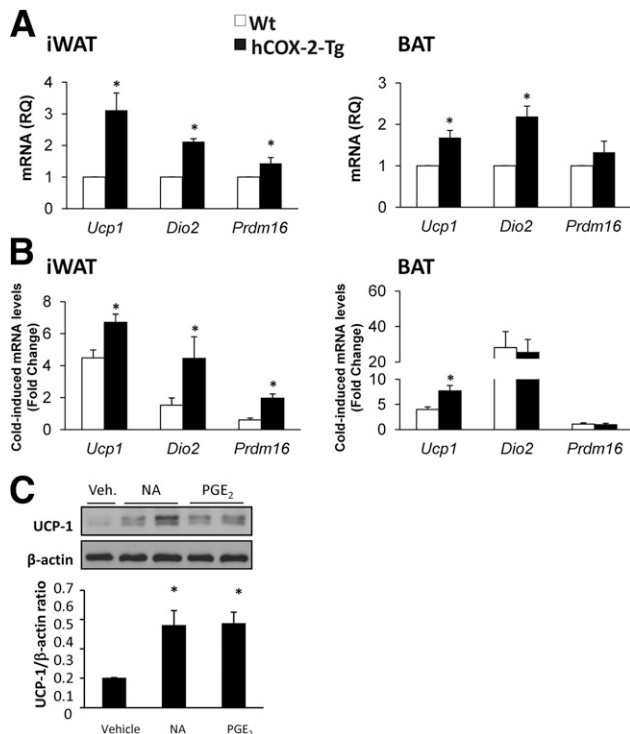 A
Wt
hCOX-2-Tg
iWAT
BAT
mRNA (RQ)
4
3
2
1
0
Ucp1 Dio2 Prdm16
* * *
mRNA (RQ)
3
2
1
0
Ucp1 Dio2 Prdm16
* *
B
iWAT
BAT
Cold-induced mRNA levels
(Fold Change)
8
6
4
2
0
Ucp1 Dio2 Prdm16
* * *
Cold-induced mRNA levels
(Fold Change)
60
40
20
10
5
0
Ucp1 Dio2 Prdm16
*
C
Veh. NA PGE2
UCP-1
β-actin
UCP-1/β-actin ratio
0.7
0.6
0.5
0.4
0.2
0.1
0
* *
Vehicle NA PGE2